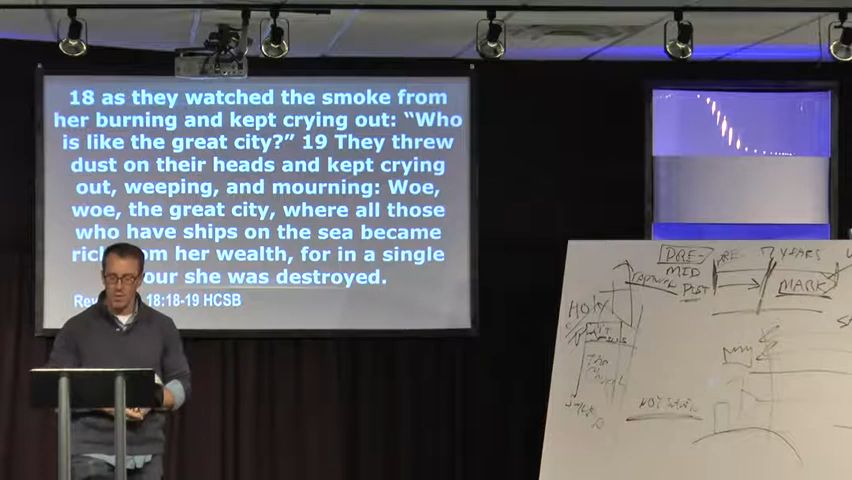 18 as they watched the smoke from
her burning and kept crying out: “Who
is like the great city?” 19 They threw
dust on their heads and kept crying
out, weeping, and mourning: Woe,
woe, the great city, where all those
who have ships on the sea became
from her wealth, for in a single
she was destroyed.
18:18-19 HCSB
PRE-
MID
POST
rapture
7 YEARS
MARK
HOLY